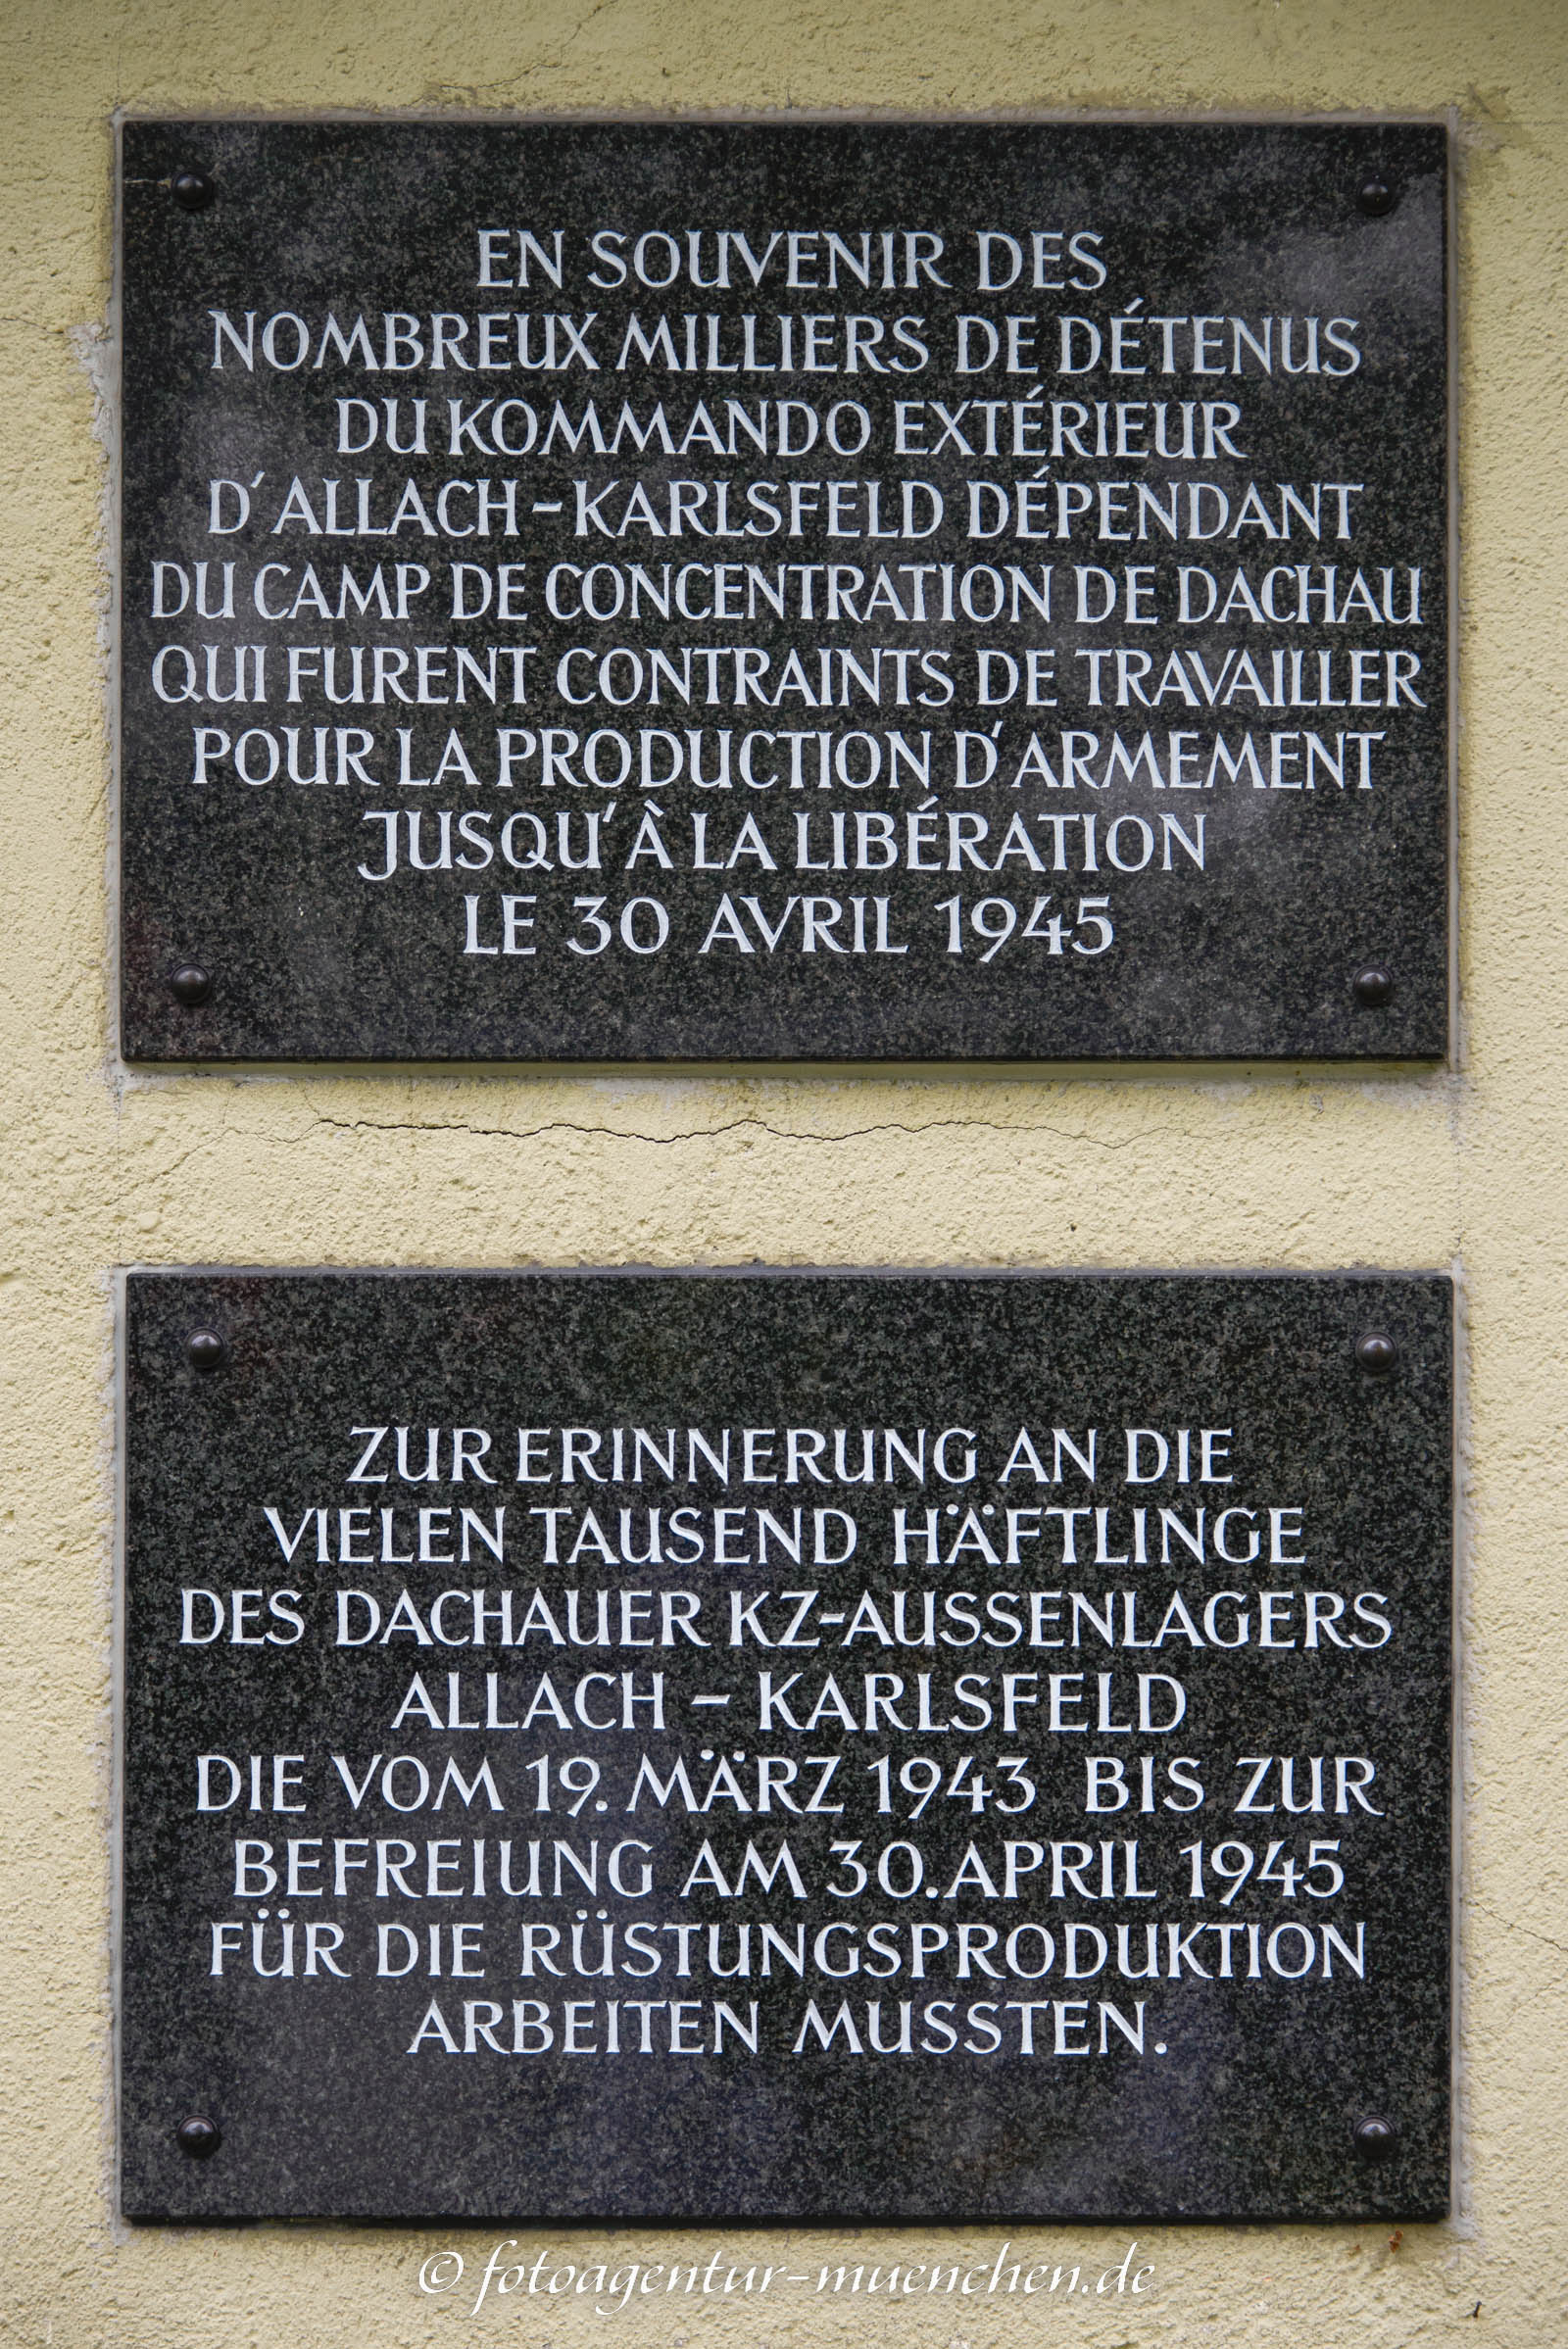 EN SOUVENIR DES
NOMBREUX MILLIERS DE DÉTENUS
DU KOMMANDO EXTÉRIEUR
D'ALLACH-KARLSFELD DÉPENDANT
DU CAMP DE CONCENTRATION DE DACHAU
QUI FURENT CONTRAINTS DE TRAVAILLER
POUR LA PRODUCTION D'ARMEMENT
JUSQU'À LA LIBÉRATION
LE 30 AVRIL 1945
ZUR ERINNERUNG AN DIE
VIELEN TAUSEND HÄFTLINGE
DES DACHAUER KZ-AUSSENLAGERS
ALLACH – KARLSFELD
DIE VOM 19. MÄRZ 1943 BIS ZUR
BEFREIUNG AM 30. APRIL 1945
FÜR DIE RÜSTUNGSPRODUKTION
ARBEITEN MUSSTEN.
© fotoagentur-muenchen.de